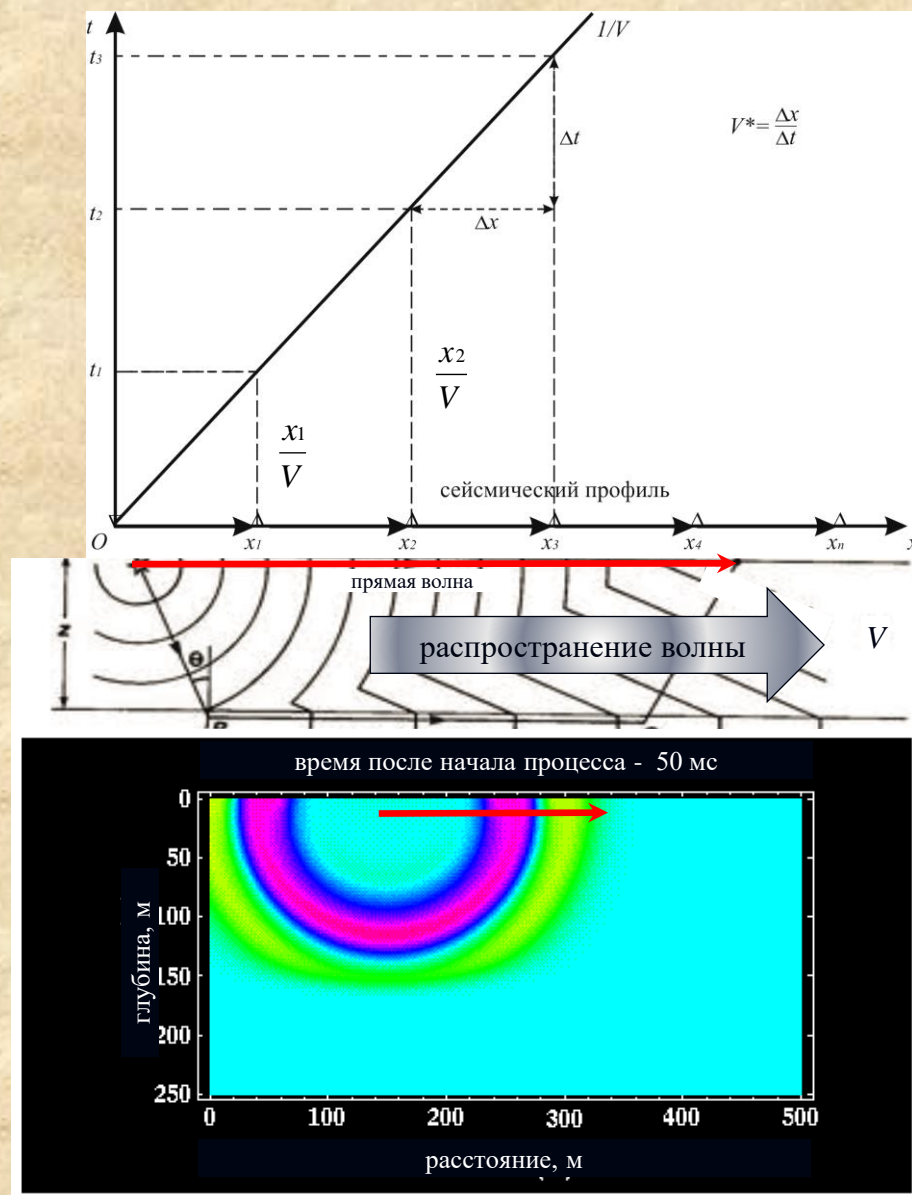 t
1/V
t3
V*=Δx/Δt
Δt
t2
Δx
x2/V
t1
x1/V
сейсмический профиль
O x1 x2 x3 x4 xn x
прямая волна
z
θ
распространение волны
V
время после начала процесса - 50 мс
0
50
100
150
200
250
глубина, м
0 100 200 300 400 500
расстояние, м